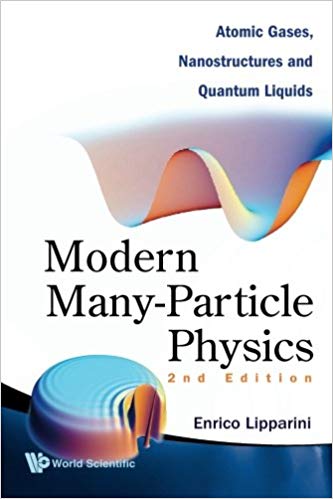 Atomic Gases,
Nanostructures and
Quantum Liquids
Modern
Many-Particle
Physics
2nd Edition
Enrico Lipparini
World Scientific